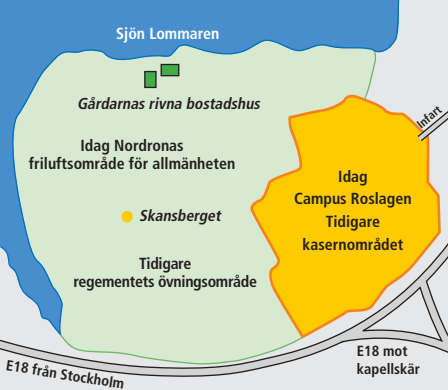 Sjön Lommaren
Gårdarnas rivna bostadshus
Idag Nordronas
friluftsområde för allmänheten
Infart
Idag
Campus Roslagen
Tidigare
kasernområdet
Skansberget
Tidigare
regementets övningsområde
E18 från Stockholm
E18 mot
kapellskär